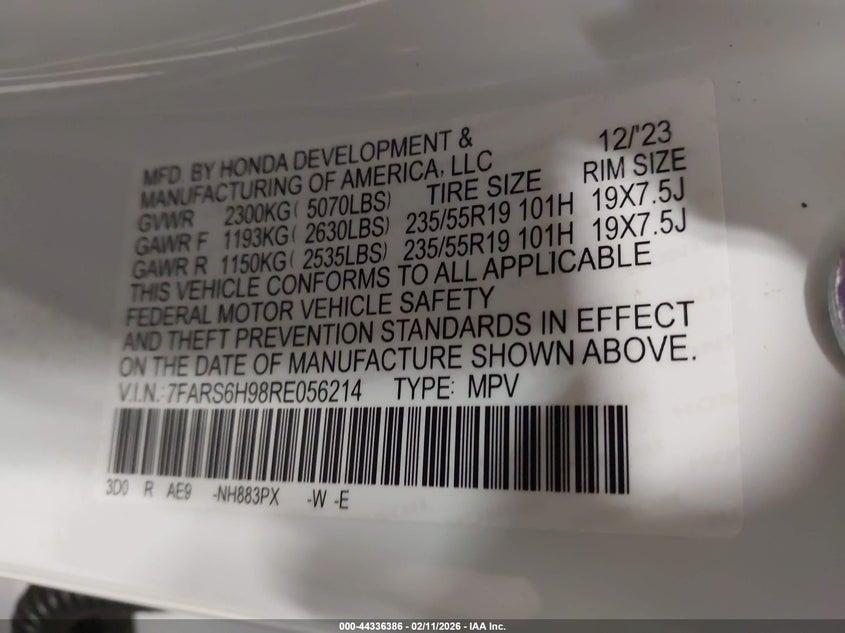 MFD. BY HONDA DEVELOPMENT & 12/'23
MANUFACTURING OF AMERICA, LLC
GVWR 2300KG( 5070LBS) TIRE SIZE RIM SIZE
GAWR F 1193KG( 2630LBS) 235/55R19 101H 19X7.5J
GAWR R 1150KG( 2535LBS) 235/55R19 101H 19X7.5J
THIS VEHICLE CONFORMS TO ALL APPLICABLE
FEDERAL MOTOR VEHICLE SAFETY
AND THEFT PREVENTION STANDARDS IN EFFECT
ON THE DATE OF MANUFACTURE SHOWN ABOVE.
V.I.N.: 7FARS6H98RE056214 TYPE: MPV
3D0 R AE9 -NH883PX -W -E
000-44336386 | 02/11/2026 - IAA Inc.